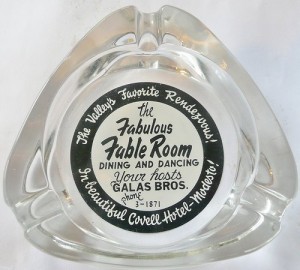 The Valley's Favorite Rendezvous!
the
Fabulous
Fable Room
DINING AND DANCING
Your hosts
GALAS BROS.
Phone
3-1871
In beautiful Covell Hotel-Modesto!